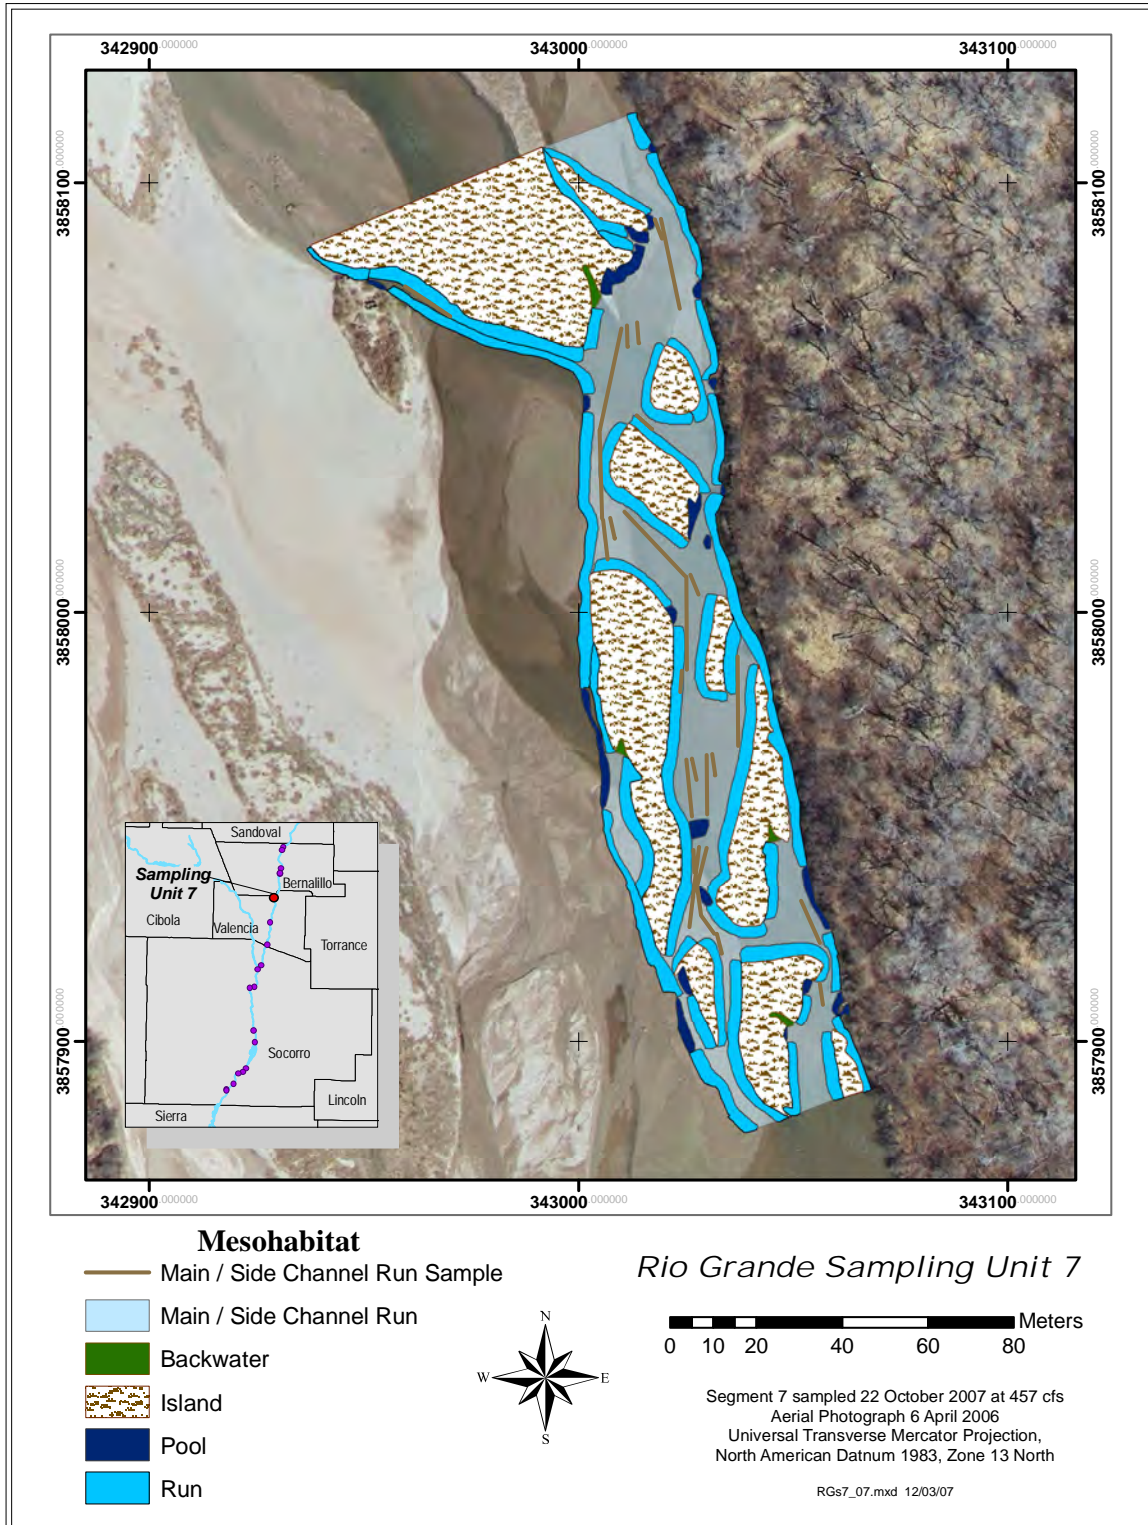 342900.000000 343000.000000 343100.000000
3858100.000000 3858100.000000
3858000.000000 3858000.000000
3857900.000000 3857900.000000
Sandoval
Sampling
Unit 7
Bernalillo
Cibola
Valencia
Torrance
Socorro
Lincoln
Sierra
342900.000000 343000.000000 343100.000000
Mesohabitat
Main / Side Channel Run Sample
Main / Side Channel Run
Backwater
Island
Pool
Run
N
W E
S
Rio Grande Sampling Unit 7
Meters
0 10 20 40 60 80
Segment 7 sampled 22 October 2007 at 457 cfs
Aerial Photograph 6 April 2006
Universal Transverse Mercator Projection,
North American Datnum 1983, Zone 13 North
RGs7_07.mxd 12/03/07